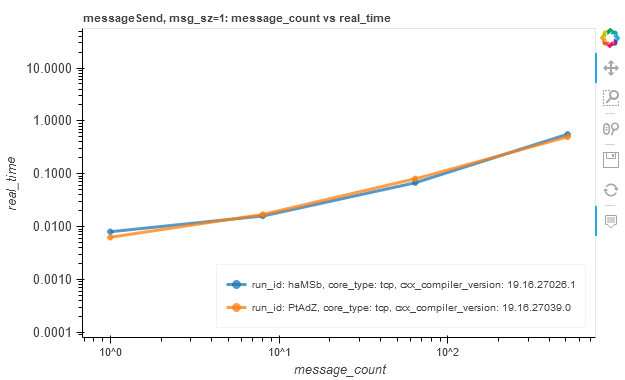 messageSend, msg_sz=1: message_count vs real_time
10.0000
1.0000
0.1000
0.0100
0.0010
0.0001
real_time
run_id: haMSb, core_type: tcp, cxx_compiler_version: 19.16.27026.1
run_id: PtAdZ, core_type: tcp, cxx_compiler_version: 19.16.27039.0
10^0
10^1
10^2
message_count